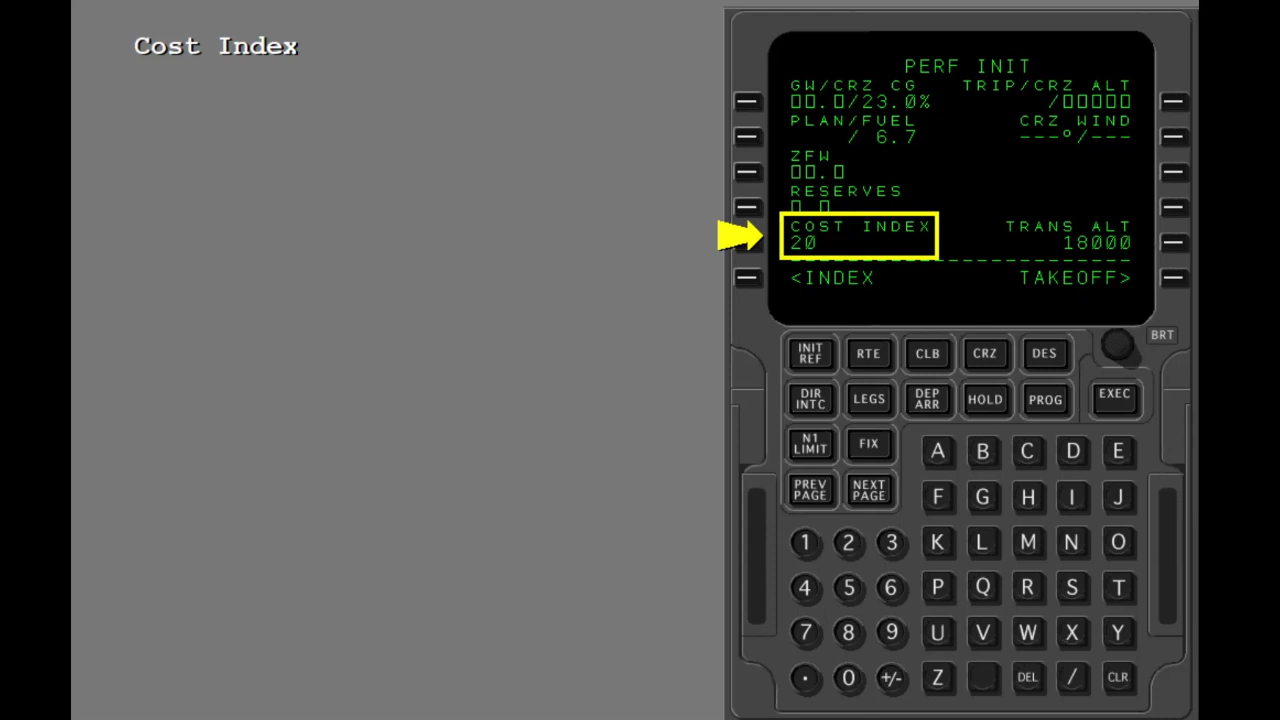 Cost Index
PERF INIT
GW/CRZ CG TRIP/CRZ ALT
▯▯.▯/23.0% /▯▯▯▯▯
PLAN/FUEL CRZ WIND
/ 6.7 ---°/---
ZFW
▯▯.▯
RESERVES
▯.▯
COST INDEX TRANS ALT
20 18000
--------------------------
<INDEX TAKEOFF>
BRT
INIT REF RTE CLB CRZ DES
DIR INTC LEGS DEP ARR HOLD PROG EXEC
N1 LIMIT FIX
A B C D E
PREV PAGE NEXT PAGE
F G H I J
1 2 3 K L M N O
4 5 6 P Q R S T
7 8 9 U V W X Y
. 0 +/- Z DEL / CLR